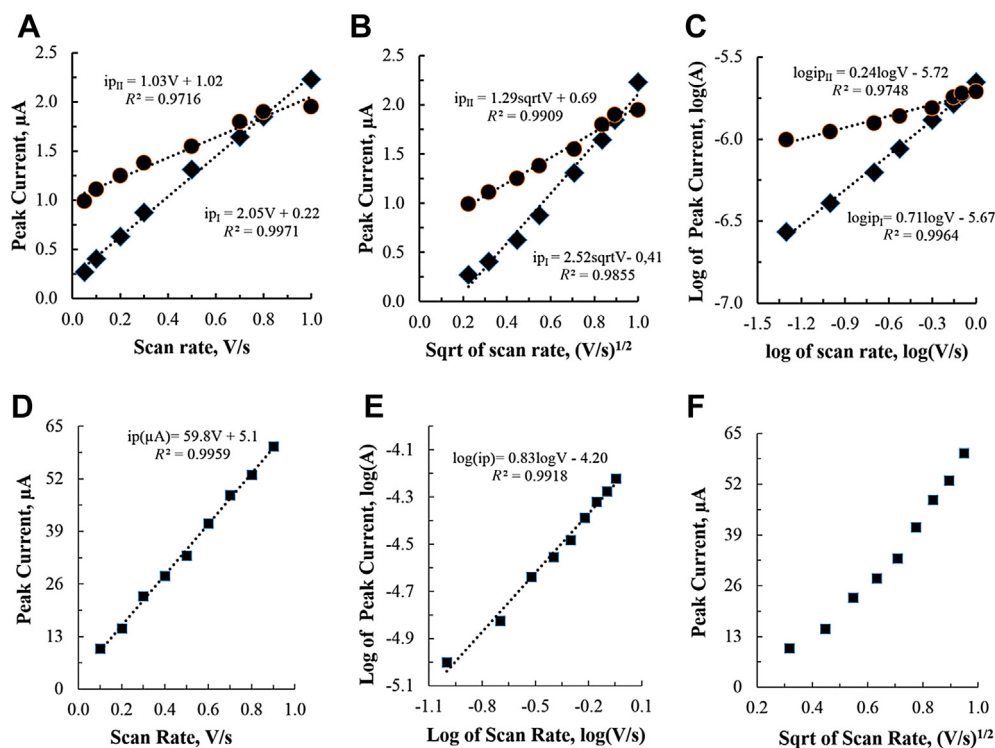 A
2.5
2.0
1.5
1.0
0.5
0.0
Peak Current, µA
ipII = 1.03V + 1.02
R² = 0.9716
ipI = 2.05V + 0.22
R² = 0.9971
0.0 0.2 0.4 0.6 0.8 1.0
Scan rate, V/s
B
2.5
2.0
1.5
1.0
0.5
0.0
Peak Current, µA
ipII = 1.29sqrtV + 0.69
R² = 0.9909
ipI = 2.52sqrtV- 0,41
R² = 0.9855
0.0 0.2 0.4 0.6 0.8 1.0
Sqrt of scan rate, (V/s)1/2
C
-5.5
-6.0
-6.5
-7.0
Log of Peak Current, log(A)
logipII = 0.24logV - 5.72
R² = 0.9748
logipI = 0.71logV - 5.67
R² = 0.9964
-1.5 -1.2 -0.9 -0.6 -0.3 0.0
log of scan rate, log(V/s)
D
65
52
39
26
13
0
Peak Current, µA
ip(µA)= 59.8V + 5.1
R² = 0.9959
0.0 0.2 0.4 0.6 0.8 1.0
Scan Rate, V/s
E
-4.1
-4.3
-4.5
-4.7
-4.9
-5.1
Log of Peak Current, log(A)
log(ip) = 0.83logV - 4.20
R² = 0.9918
-1.1 -0.8 -0.5 -0.2 0.1
Log of Scan Rate, log(V/s)
F
65
52
39
26
13
0
Peak Current, µA
0.2 0.4 0.6 0.8 1.0
Sqrt of Scan Rate, (V/s)1/2